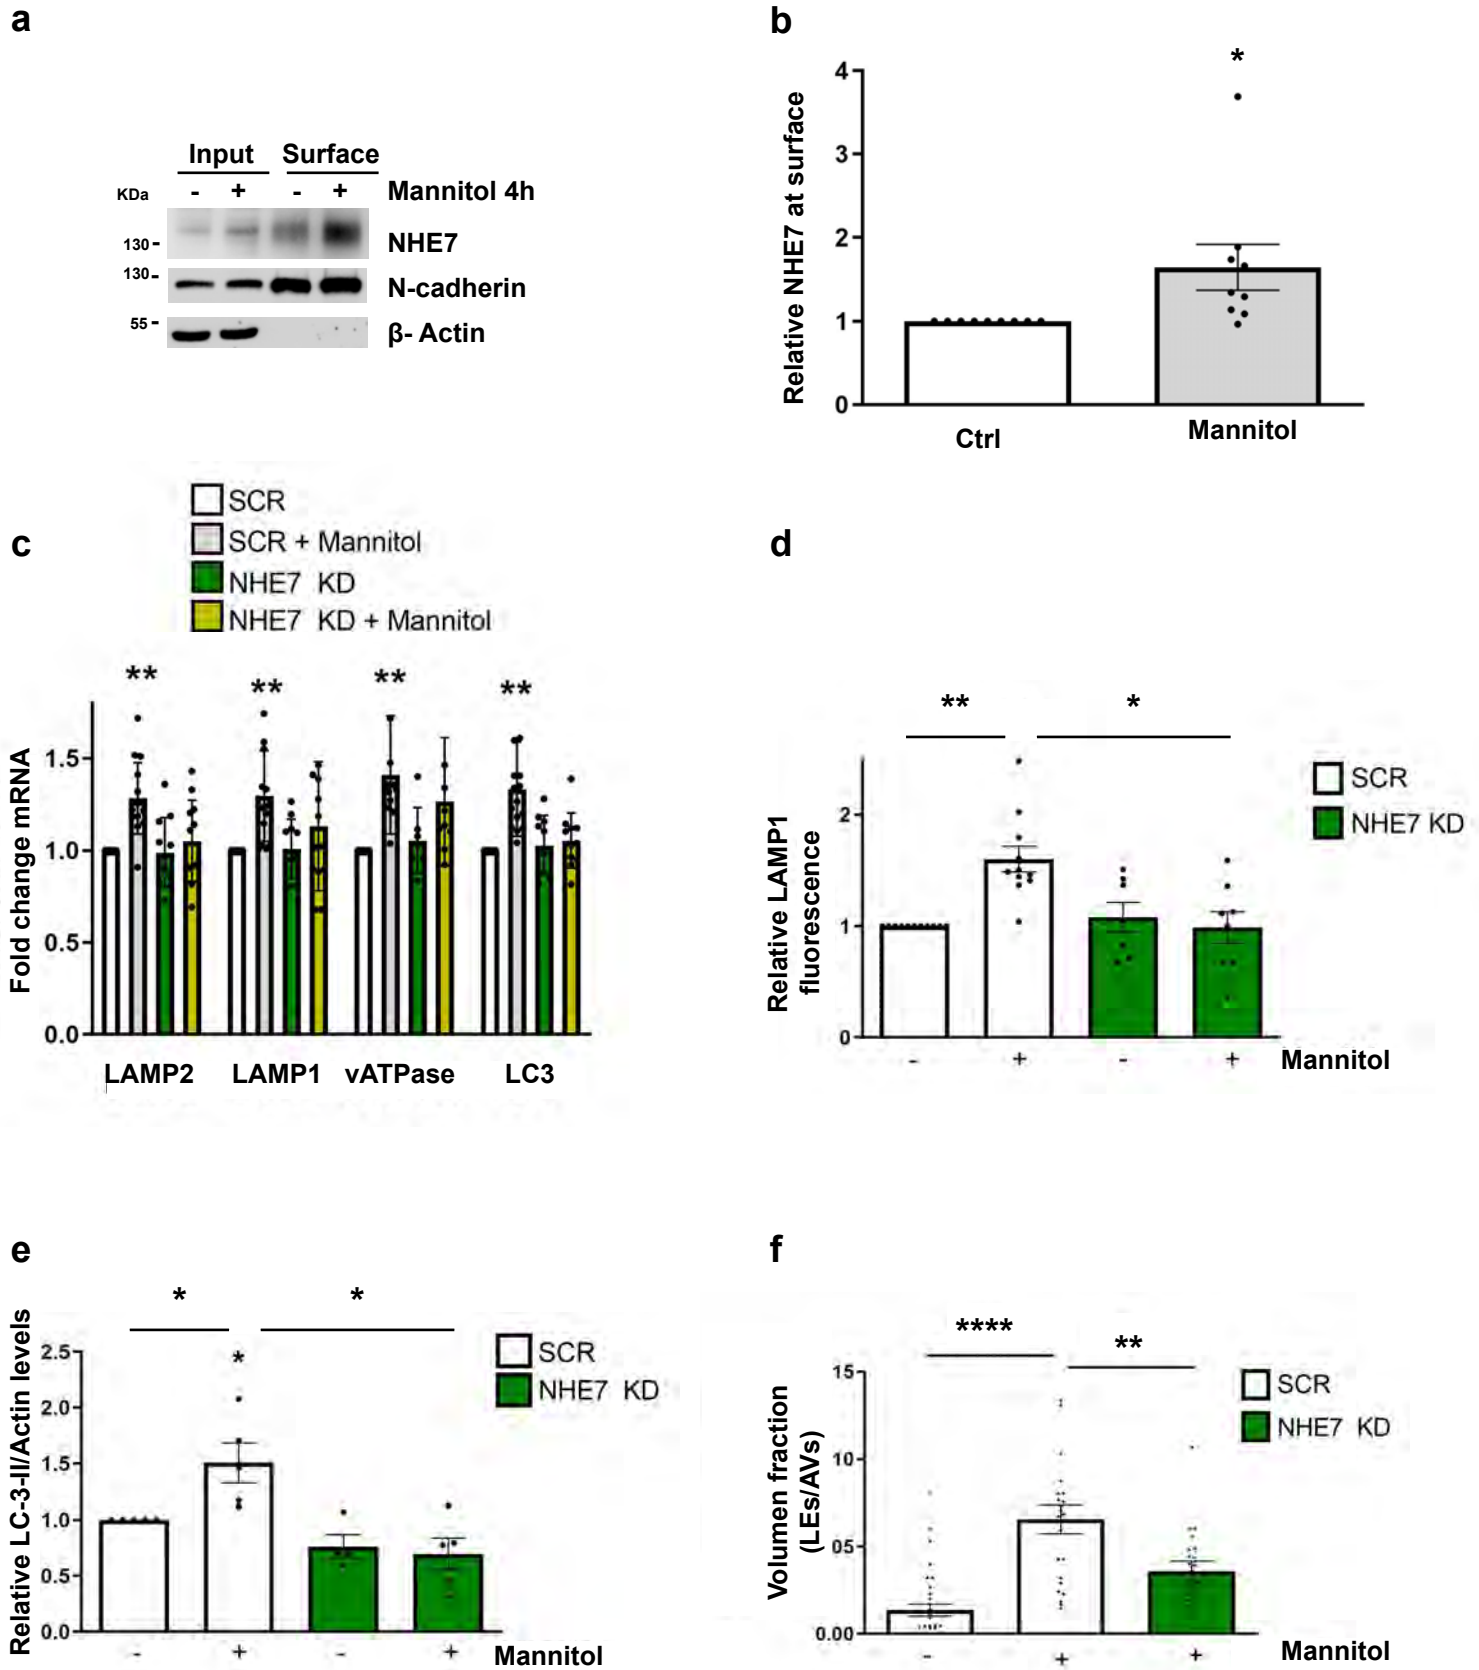 a
Input Surface
KDa - + - + Mannitol 4h
130 NHE7
130 N-cadherin
55 β- Actin
b
*
Relative NHE7 at surface
4
3
2
1
0
Ctrl Mannitol
c
SCR
SCR + Mannitol
NHE7 KD
NHE7 KD + Mannitol
** ** ** **
Fold change mRNA
1.5
1.0
0.5
0.0
LAMP2 LAMP1 vATPase LC3
d
** *
Relative LAMP1
fluorescence
2
1
0
- + - + Mannitol
SCR
NHE7 KD
e
* *
*
Relative LC-3-II/Actin levels
2.5
2.0
1.5
1.0
0.5
0.0
- + - + Mannitol
SCR
NHE7 KD
f
**** **
Volumen fraction
(LEs/AVs)
15
10
05
0.00
- + + Mannitol
SCR
NHE7 KD